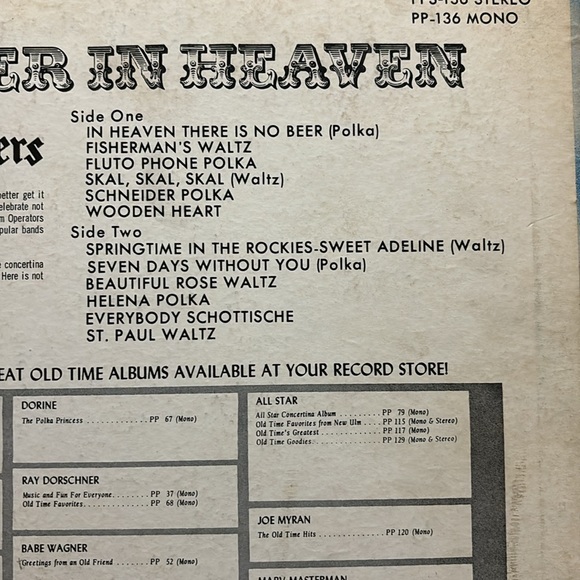 PP-136 MONO
IN HEAVEN
Side One
IN HEAVEN THERE IS NO BEER (Polka)
FISHERMAN'S WALTZ
FLUTO PHONE POLKA
SKAL, SKAL, SKAL (Waltz)
SCHNEIDER POLKA
WOODEN HEART
Side Two
SPRINGTIME IN THE ROCKIES-SWEET ADELINE (Waltz)
SEVEN DAYS WITHOUT YOU (Polka)
BEAUTIFUL ROSE WALTZ
HELENA POLKA
EVERYBODY SCHOTTISCHE
ST. PAUL WALTZ
ers
better get it
elebrate not
m Operators
pular bands
concertina
Here is not
EAT OLD TIME ALBUMS AVAILABLE AT YOUR RECORD STORE!
DORINE
The Polka Princess ............. PP 67 (Mono)
RAY DORSCHNER
Music and Fun For Everyone....... PP 37 (Mono)
Old Time Favorites............ PP 68 (Mono)
BABE WAGNER
Greetings from an Old Friend .... PP 52 (Mono)
ALL STAR
All Star Concertina Album ......... PP 79 (Mono)
Old Time Favorites from New Ulm .... PP 115 (Mono & Stereo)
Old Time's Greatest ............. PP 117 (Mono)
Old Time Goodies............... PP 129 (Mono & Stereo)
JOE MYRAN
The Old Time Hits ............. PP 120 (Mono)
MARV MASTERMAN